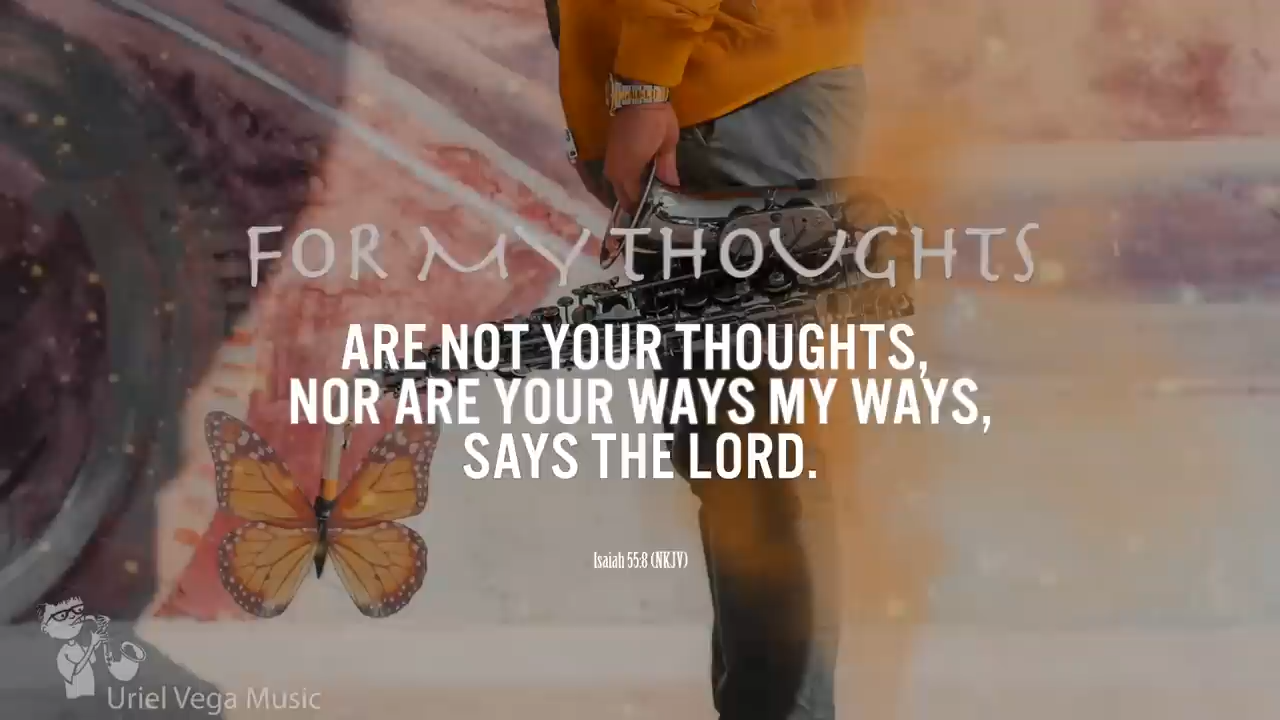 FOR MY THOUGHTS
ARE NOT YOUR THOUGHTS,
NOR ARE YOUR WAYS MY WAYS,
SAYS THE LORD.
Isaiah 55:8 (NKJV)
Uriel Vega Music